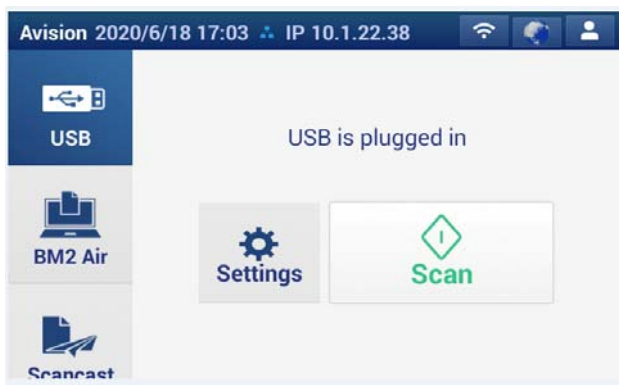 Avision 2020/6/18 17:03 IP 10.1.22.38
USB
USB is plugged in
BM2 Air
Settings
Scan
Scancast